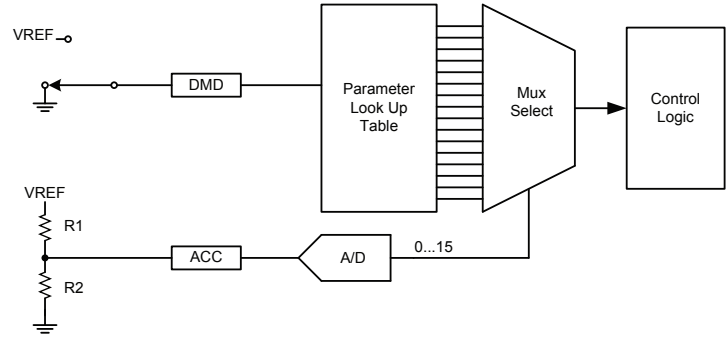 VREF
DMD
Parameter
Look Up
Table
Mux
Select
Control
Logic
VREF
R1
ACC
A/D
0...15
R2